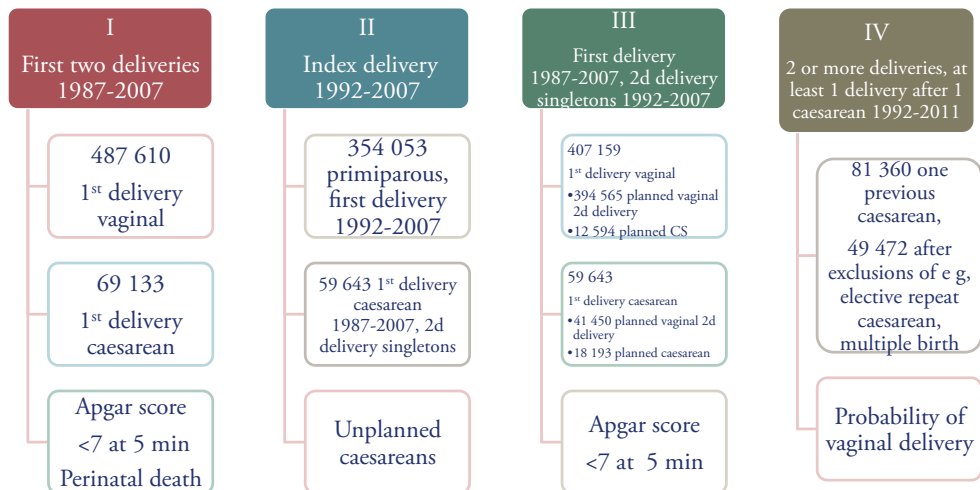 I
First two deliveries
1987-2007
487 610
1st delivery
vaginal
69 133
1st delivery
caesarean
Apgar score
<7 at 5 min
Perinatal death
II
Index delivery
1992-2007
354 053
primiparous,
first delivery
1992-2007
59 643 1st delivery
caesarean
1987-2007, 2d
delivery singletons
Unplanned
caesareans
III
First delivery
1987-2007, 2d delivery
singletons 1992-2007
407 159
1st delivery vaginal
•394 565 planned vaginal
2d delivery
•12 594 planned CS
59 643
1st delivery caesarean
•41 450 planned vaginal 2d
delivery
•18 193 planned caesarean
Apgar score
<7 at 5 min
IV
2 or more deliveries, at
least 1 delivery after 1
caesarean 1992-2011
81 360 one
previous
caesarean,
49 472 after
exclusions of e g,
elective repeat
caesarean,
multiple birth
Probability of
vaginal delivery